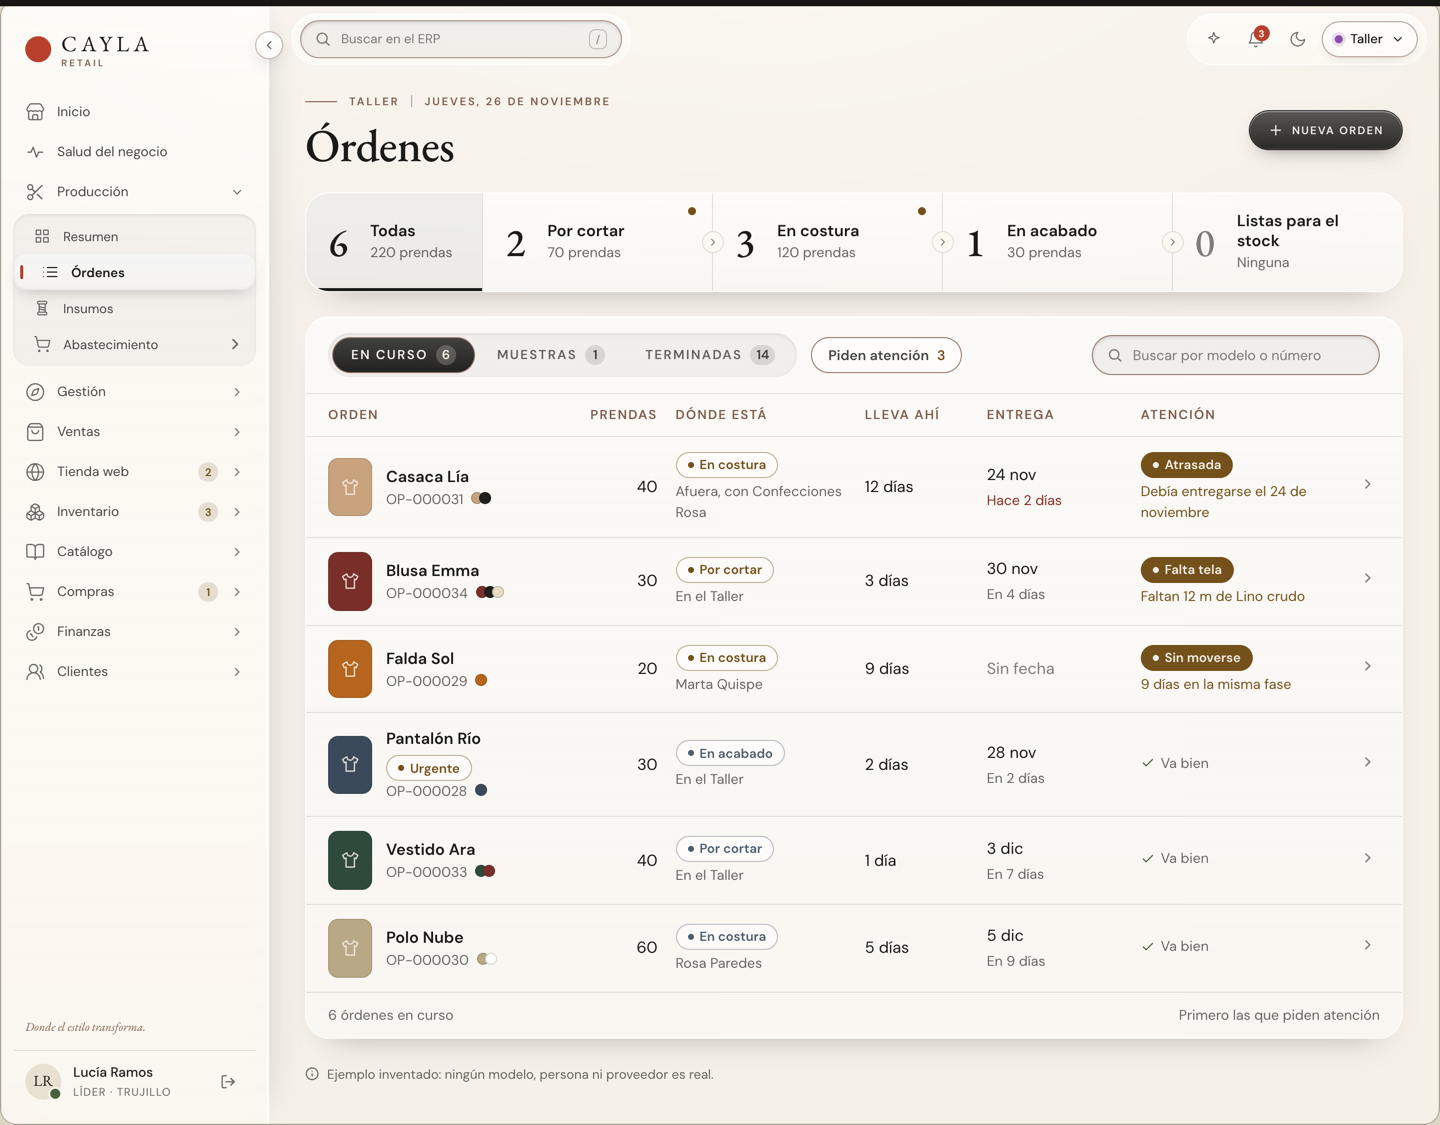 CAYLA
RETAIL
Buscar en el ERP
/
3
Taller
Inicio
Salud del negocio
Producción
Resumen
Órdenes
Insumos
Abastecimiento
Gestión
Ventas
Tienda web 2
Inventario 3
Catálogo
Compras 1
Finanzas
Clientes
Donde el estilo transforma.
LR
Lucía Ramos
LÍDER · TRUJILLO
TALLER | JUEVES, 26 DE NOVIEMBRE
Órdenes
NUEVA ORDEN
6 Todas
220 prendas
2 Por cortar
70 prendas
3 En costura
120 prendas
1 En acabado
30 prendas
0 Listas para el
stock
Ninguna
EN CURSO 6
MUESTRAS 1
TERMINADAS 14
Piden atención 3
Buscar por modelo o número
ORDEN PRENDAS DÓNDE ESTÁ LLEVA AHÍ ENTREGA ATENCIÓN
Casaca Lía
OP-000031
40
En costura
Afuera, con Confecciones
Rosa
12 días
24 nov
Hace 2 días
Atrasada
Debía entregarse el 24 de
noviembre
Blusa Emma
OP-000034
30
Por cortar
En el Taller
3 días
30 nov
En 4 días
Falta tela
Faltan 12 m de Lino crudo
Falda Sol
OP-000029
20
En costura
Marta Quispe
9 días
Sin fecha
Sin moverse
9 días en la misma fase
Pantalón Río
Urgente
OP-000028
30
En acabado
En el Taller
2 días
28 nov
En 2 días
Va bien
Vestido Ara
OP-000033
40
Por cortar
En el Taller
1 día
3 dic
En 7 días
Va bien
Polo Nube
OP-000030
60
En costura
Rosa Paredes
5 días
5 dic
En 9 días
Va bien
6 órdenes en curso
Primero las que piden atención
Ejemplo inventado: ningún modelo, persona ni proveedor es real.